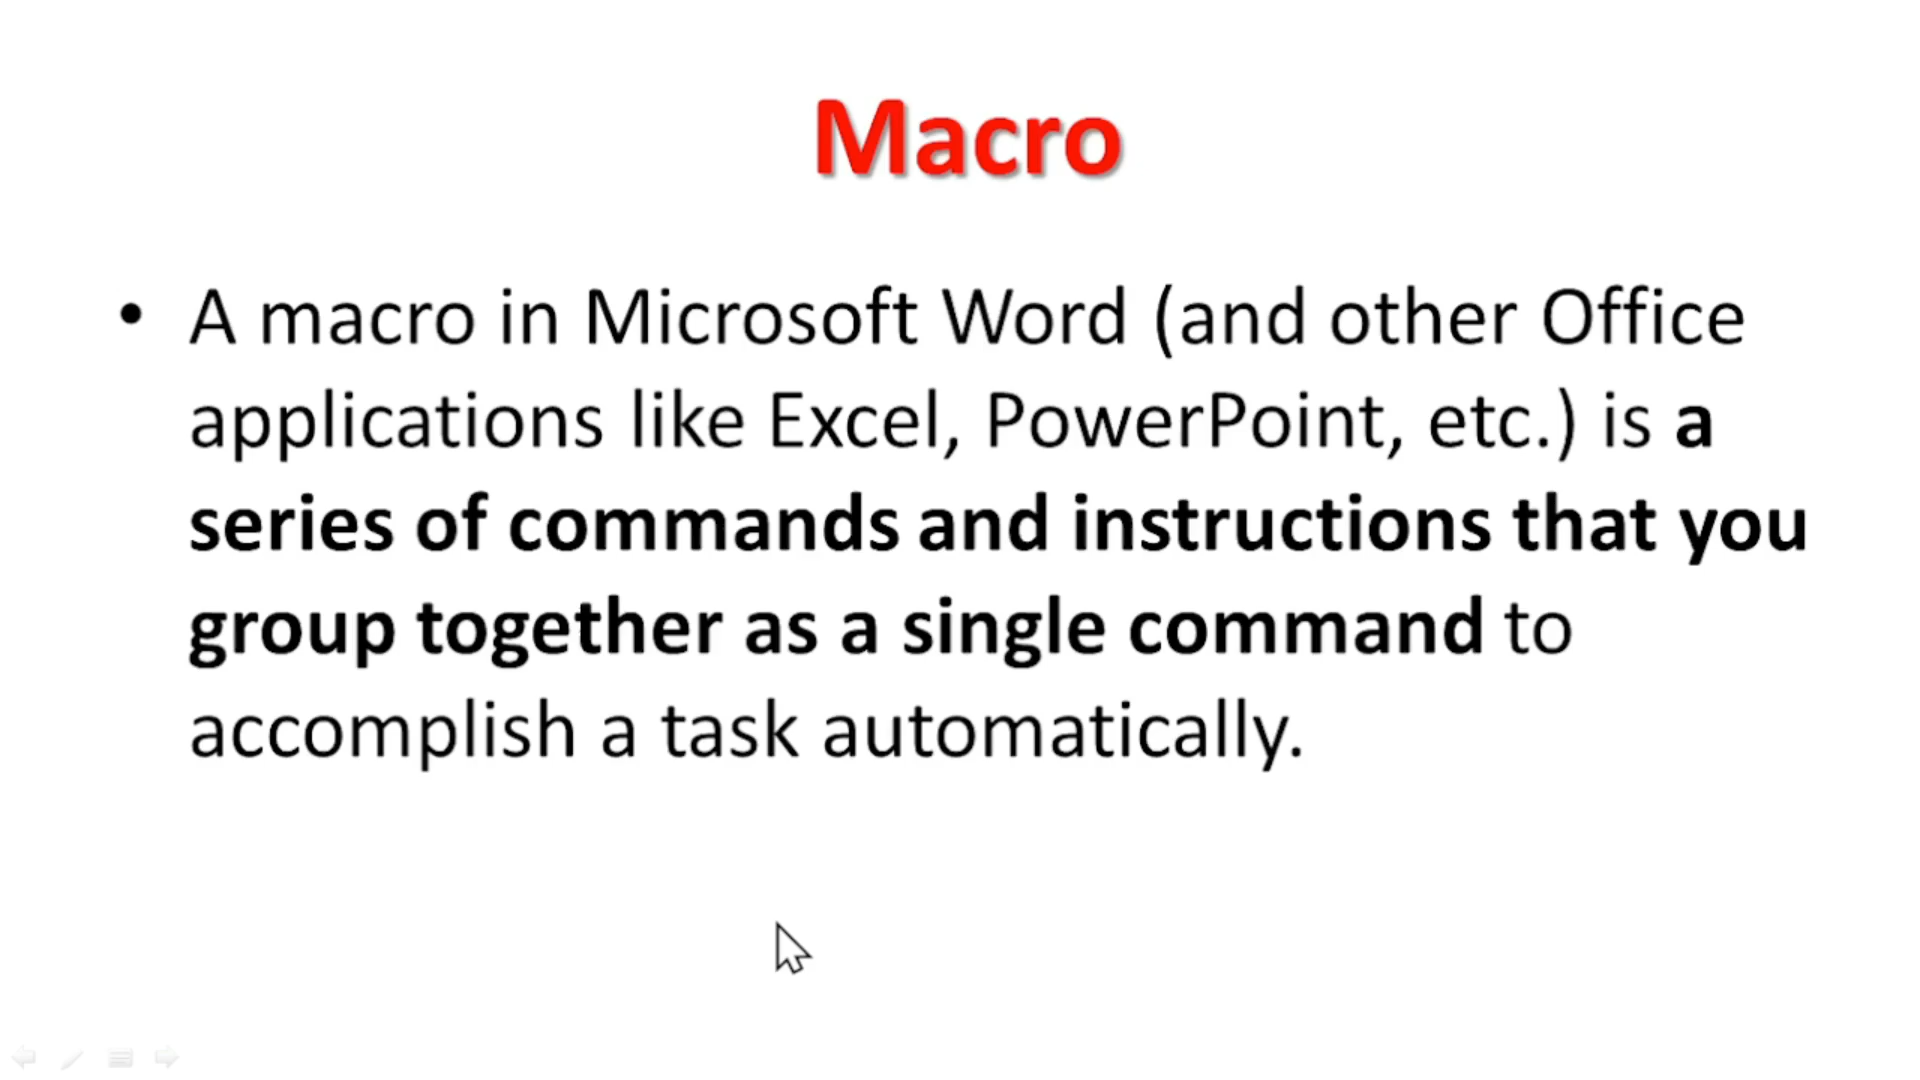 Macro
• A macro in Microsoft Word (and other Office
applications like Excel, PowerPoint, etc.) is a
series of commands and instructions that you
group together as a single command to
accomplish a task automatically.